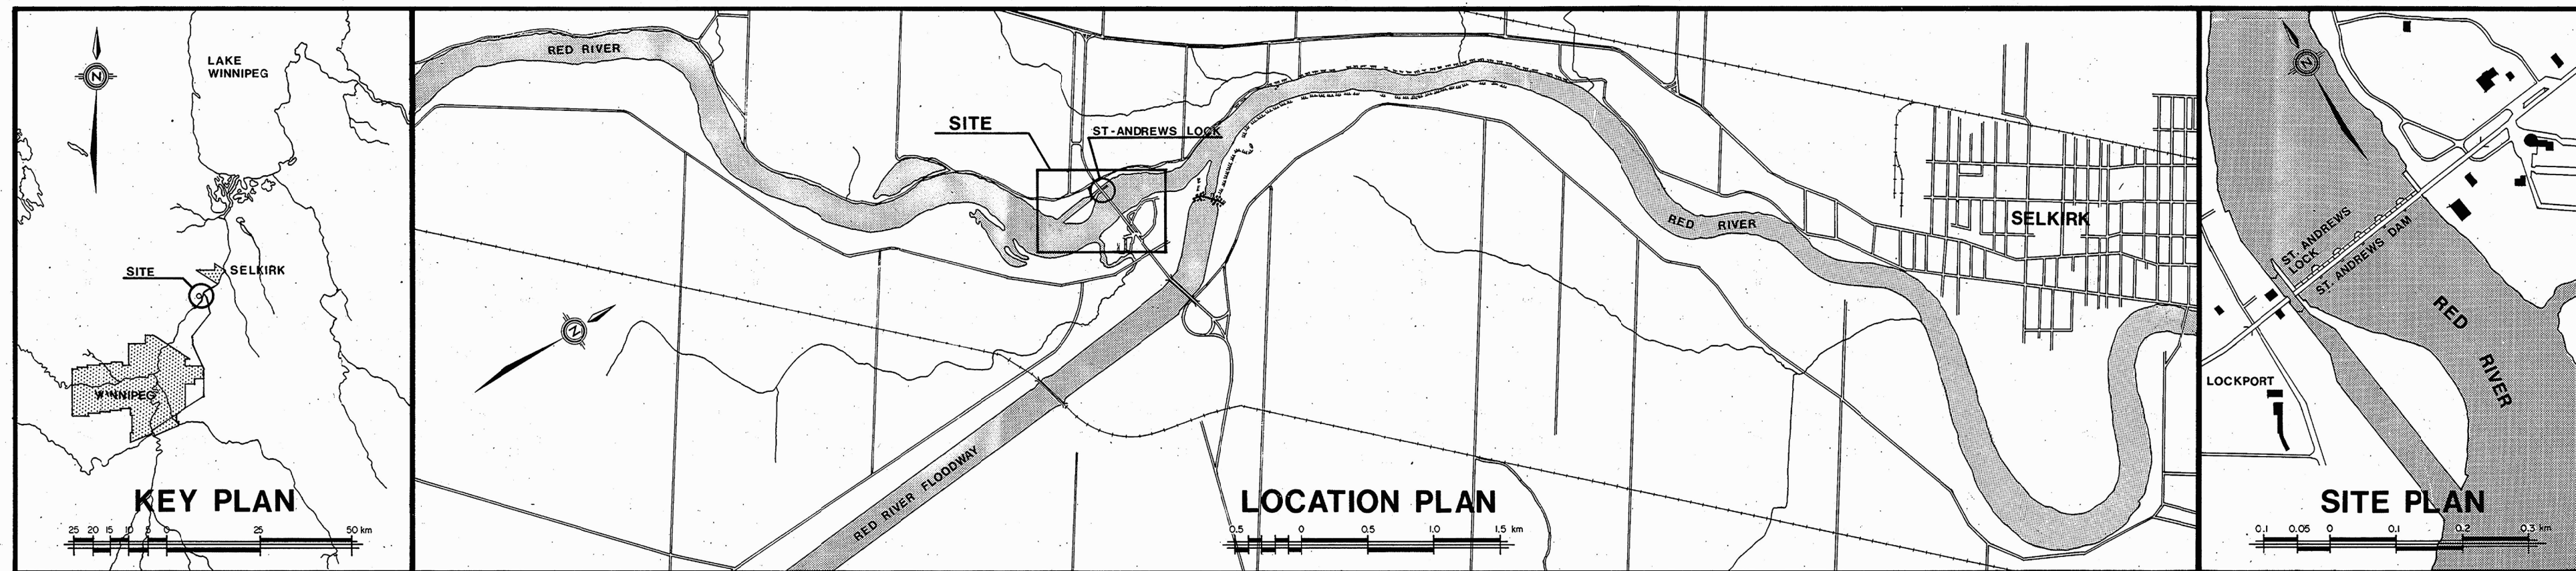 LAKE
WINNIPEG
N
SITE
SELKIRK
WINNIPEG
KEY PLAN
25 20 15 10 5 0 25 50 km
RED RIVER
SITE
ST-ANDREWS LOCK
N
RED RIVER
SELKIRK
RED RIVER FLOODWAY
LOCATION PLAN
0.5 0 0.5 1.0 1.5 km
N
ST. ANDREWS
LOCK
ST. ANDREWS DAM
RED
RIVER
LOCKPORT
SITE PLAN
0.1 0.05 0 0.1 0.2 0.3 km